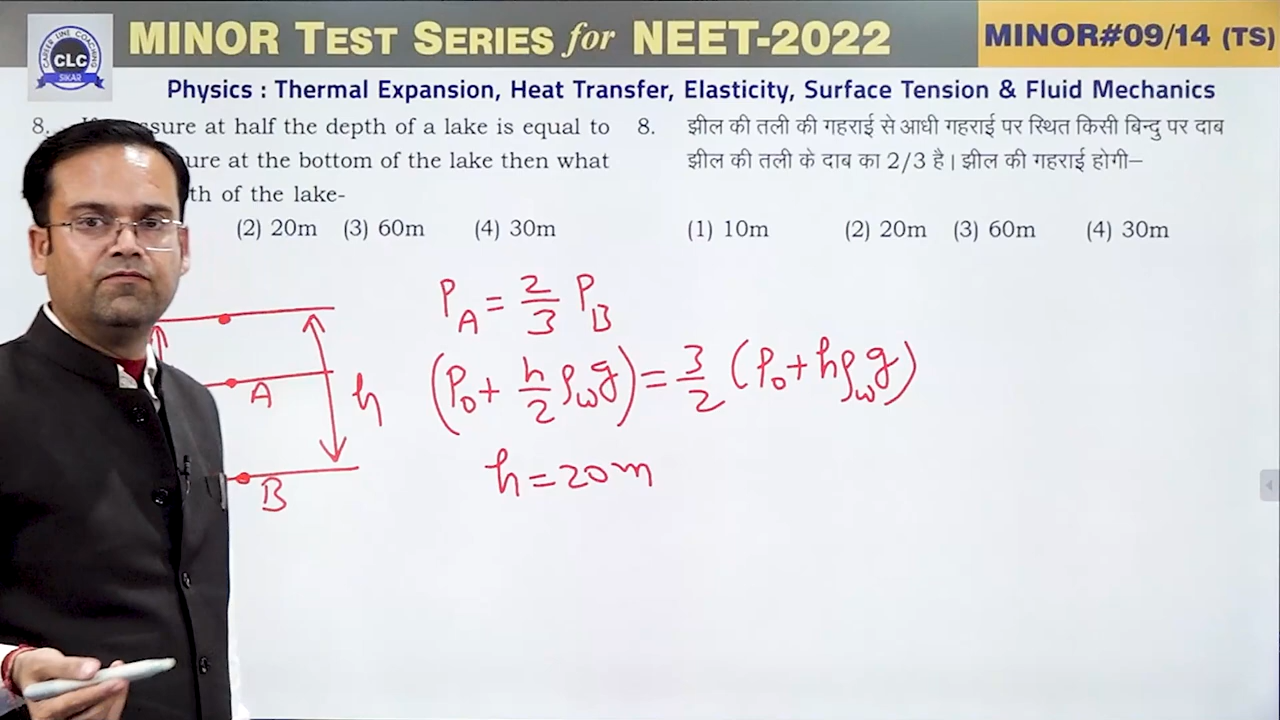 CAREER LINE COACHING
CLC
SIKAR
MINOR TEST SERIES for NEET-2022
MINOR#09/14 (TS)
Physics : Thermal Expansion, Heat Transfer, Elasticity, Surface Tension & Fluid Mechanics
8. ssure at half the depth of a lake is equal to
ure at the bottom of the lake then what
th of the lake-
(2) 20m (3) 60m (4) 30m
8. झील की तली की गहराई से आधी गहराई पर स्थित किसी बिन्दु पर दाब
झील की तली के दाब का 2/3 है। झील की गहराई होगी–
(1) 10m (2) 20m (3) 60m (4) 30m
A
h
B
P_A = 2/3 P_B
(P₀ + h/2 ρ_w g) = 3/2 (P₀ + hρ_w g)
h = 20m